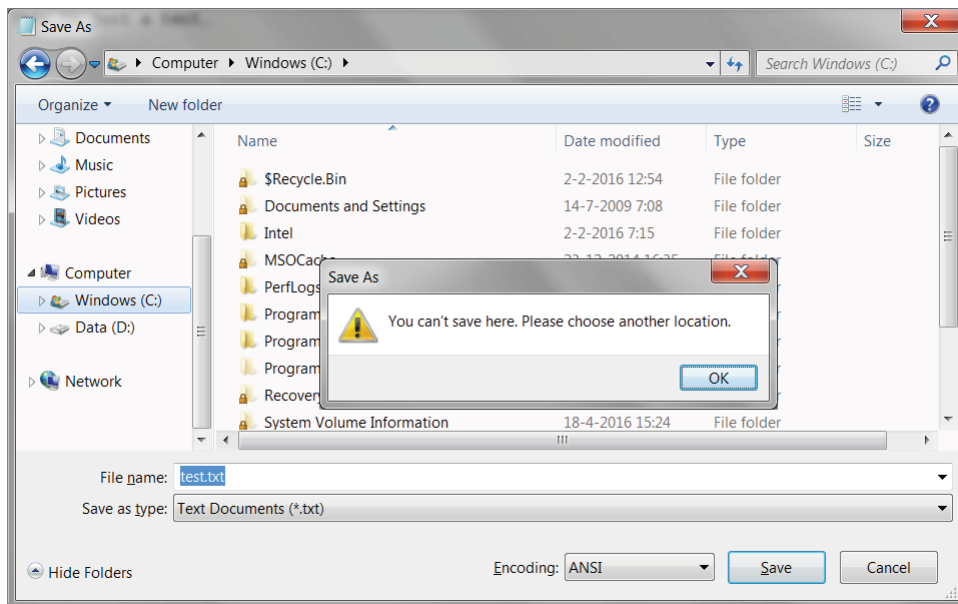 Save As
Computer Windows (C:)
Search Windows (C:)
Organize New folder
Documents
Music
Pictures
Videos
Computer
Windows (C:)
Data (D:)
Network
Name Date modified Type Size
$Recycle.Bin 2-2-2016 12:54 File folder
Documents and Settings 14-7-2009 7:08 File folder
Intel 2-2-2016 7:15 File folder
MSOCac
PerfLogs
Program
Program
Program
Recovery
System Volume Information 18-4-2016 15:24 File folder
Save As
You can't save here. Please choose another location.
OK
File name: test.txt
Save as type: Text Documents (*.txt)
Hide Folders
Encoding: ANSI
Save
Cancel